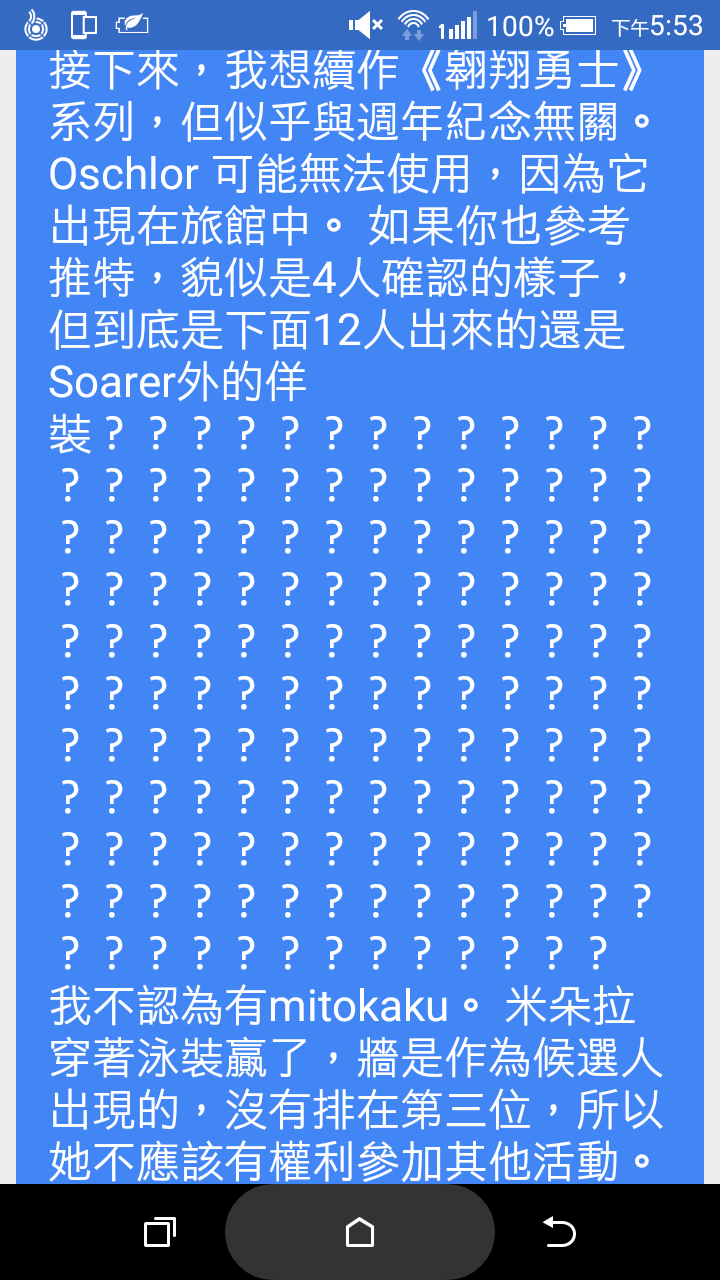 100% 下午5:53
接下來，我想續作《翱翔勇士》
系列，但似乎與週年紀念無關。
Oschlor 可能無法使用，因為它
出現在旅館中。 如果你也參考
推特，貌似是4人確認的樣子，
但到底是下面12人出來的還是
Soarer外的佯
裝？？？？？？？？？？？？？
？？？？？？？？？？？？？？
？？？？？？？？？？？？？？
？？？？？？？？？？？？？？
？？？？？？？？？？？？？？
？？？？？？？？？？？？？？
？？？？？？？？？？？？？？
？？？？？？？？？？？？？？
？？？？？？？？？？？？？？
？？？？？？？？？？？？？？
？？？？？？？？？？？？？
我不認為有mitokaku。 米朵拉
穿著泳裝贏了，牆是作為候選人
出現的，沒有排在第三位，所以
她不應該有權利參加其他活動。